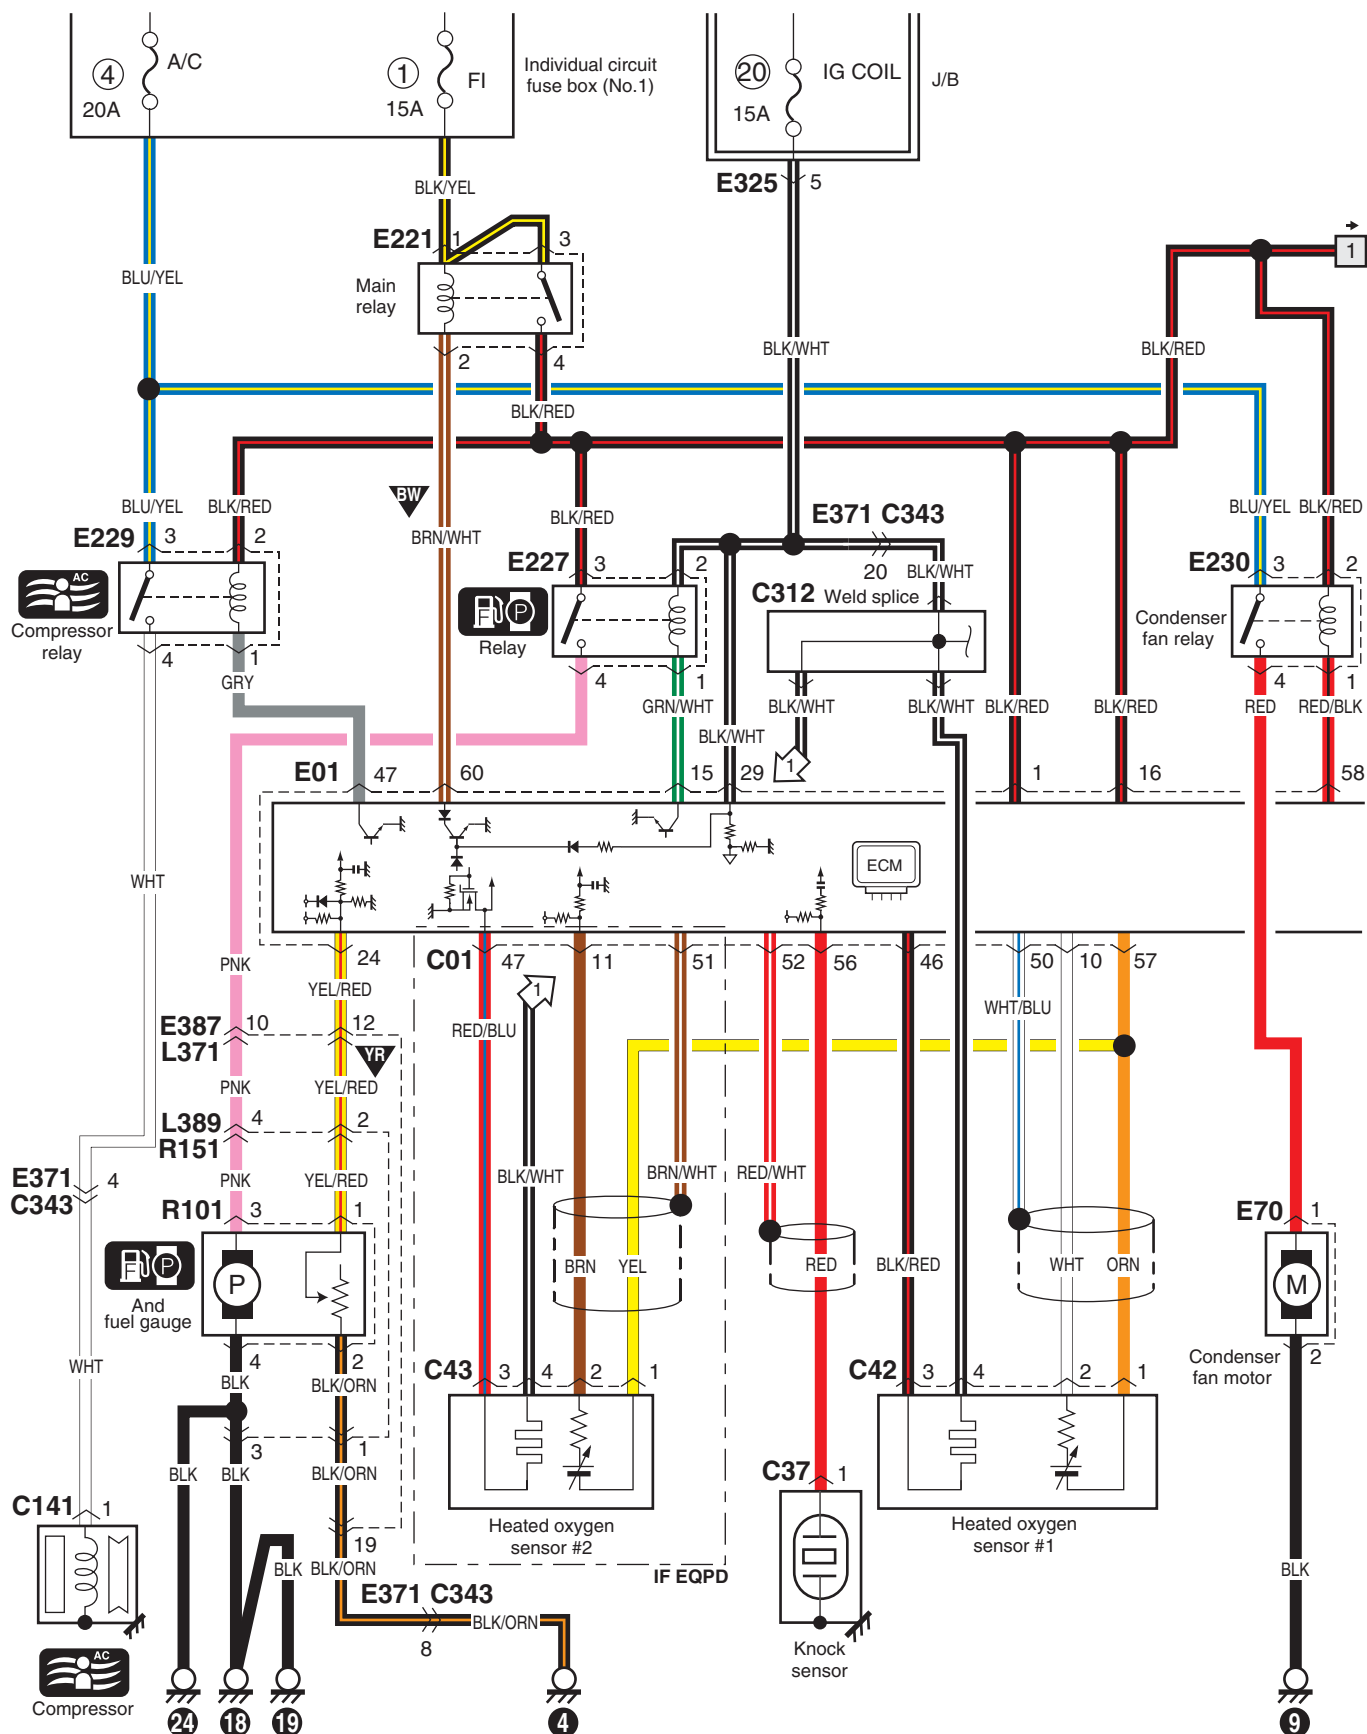 4
20A
A/C
1
15A
FI
Individual circuit
fuse box (No.1)
20
15A
IG COIL
J/B
E325 5
BLK/YEL
E221 1 3
1
BLU/YEL
Main
relay
BLK/WHT
BLK/RED
2 4
BLK/RED
BW
BLU/YEL BLK/RED
BRN/WHT
BLK/RED
E371 C343
20
BLU/YEL BLK/RED
E229 3 2
E227 3 2
BLK/WHT
E230 3 2
AC
Compressor
relay
F P
Relay
C312 Weld splice
Condenser
fan relay
4 1
4 1
4 1
GRY
GRN/WHT
BLK/WHT
BLK/WHT
BLK/RED
BLK/RED
RED
RED/BLK
BLK/WHT
1
E01 47 60 15 29 1 16 58
ECM
WHT
24
C01 47 11 51 52 56 46 50 10 57
PNK
YEL/RED
1
RED/BLU
WHT/BLU
E387 10 12
L371
YR
PNK YEL/RED
L389 4 2
R151
E371 4
C343
PNK YEL/RED
BLK/WHT
BRN/WHT
RED/WHT
R101 3 1
E70 1
F P
And
fuel gauge
P
BRN YEL
RED
BLK/RED
WHT ORN
M
Condenser
fan motor
2
WHT
4 2
BLK
BLK/ORN
C43 3 4 2 1
C42 3 4 2 1
3 1
BLK BLK
BLK/ORN
C37 1
C141 1
19
Heated oxygen
sensor #2
Heated oxygen
sensor #1
BLK BLK/ORN
IF EQPD
BLK
E371 C343
8
BLK/ORN
Knock
sensor
AC
Compressor
24 18 19 4 9